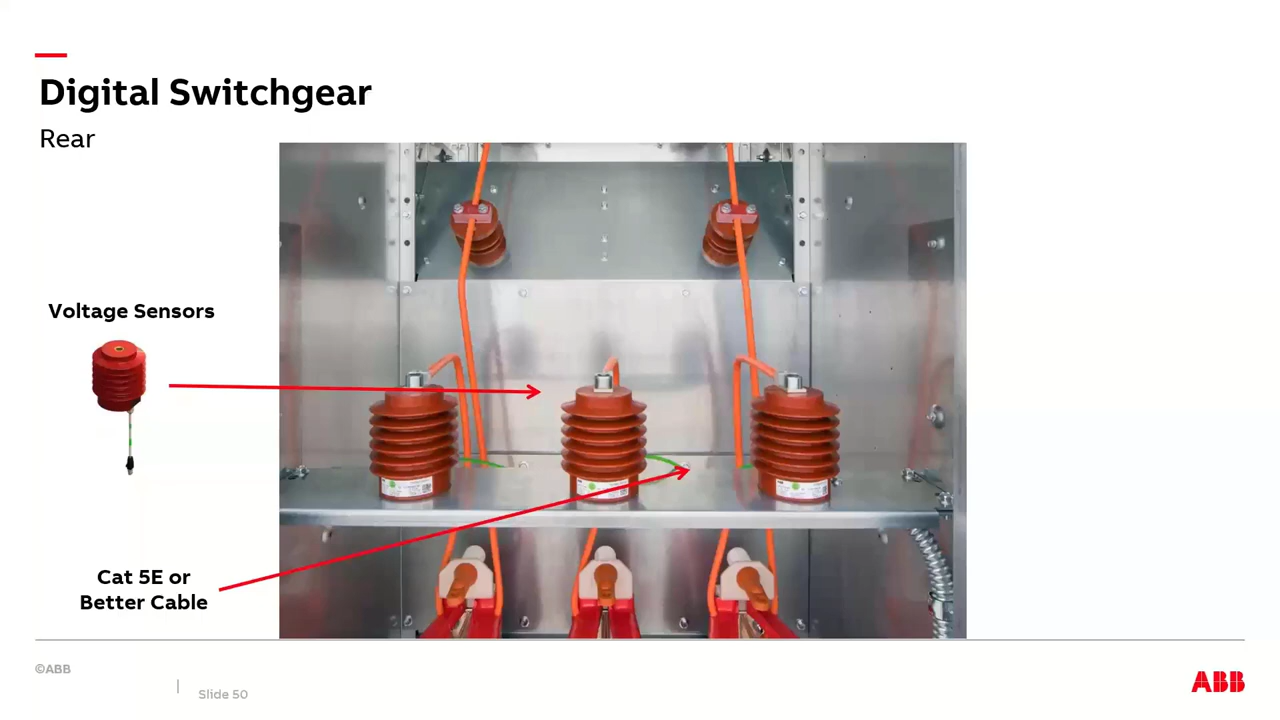 Digital Switchgear
Rear
Voltage Sensors
Cat 5E or
Better Cable
©ABB
Slide 50
ABB